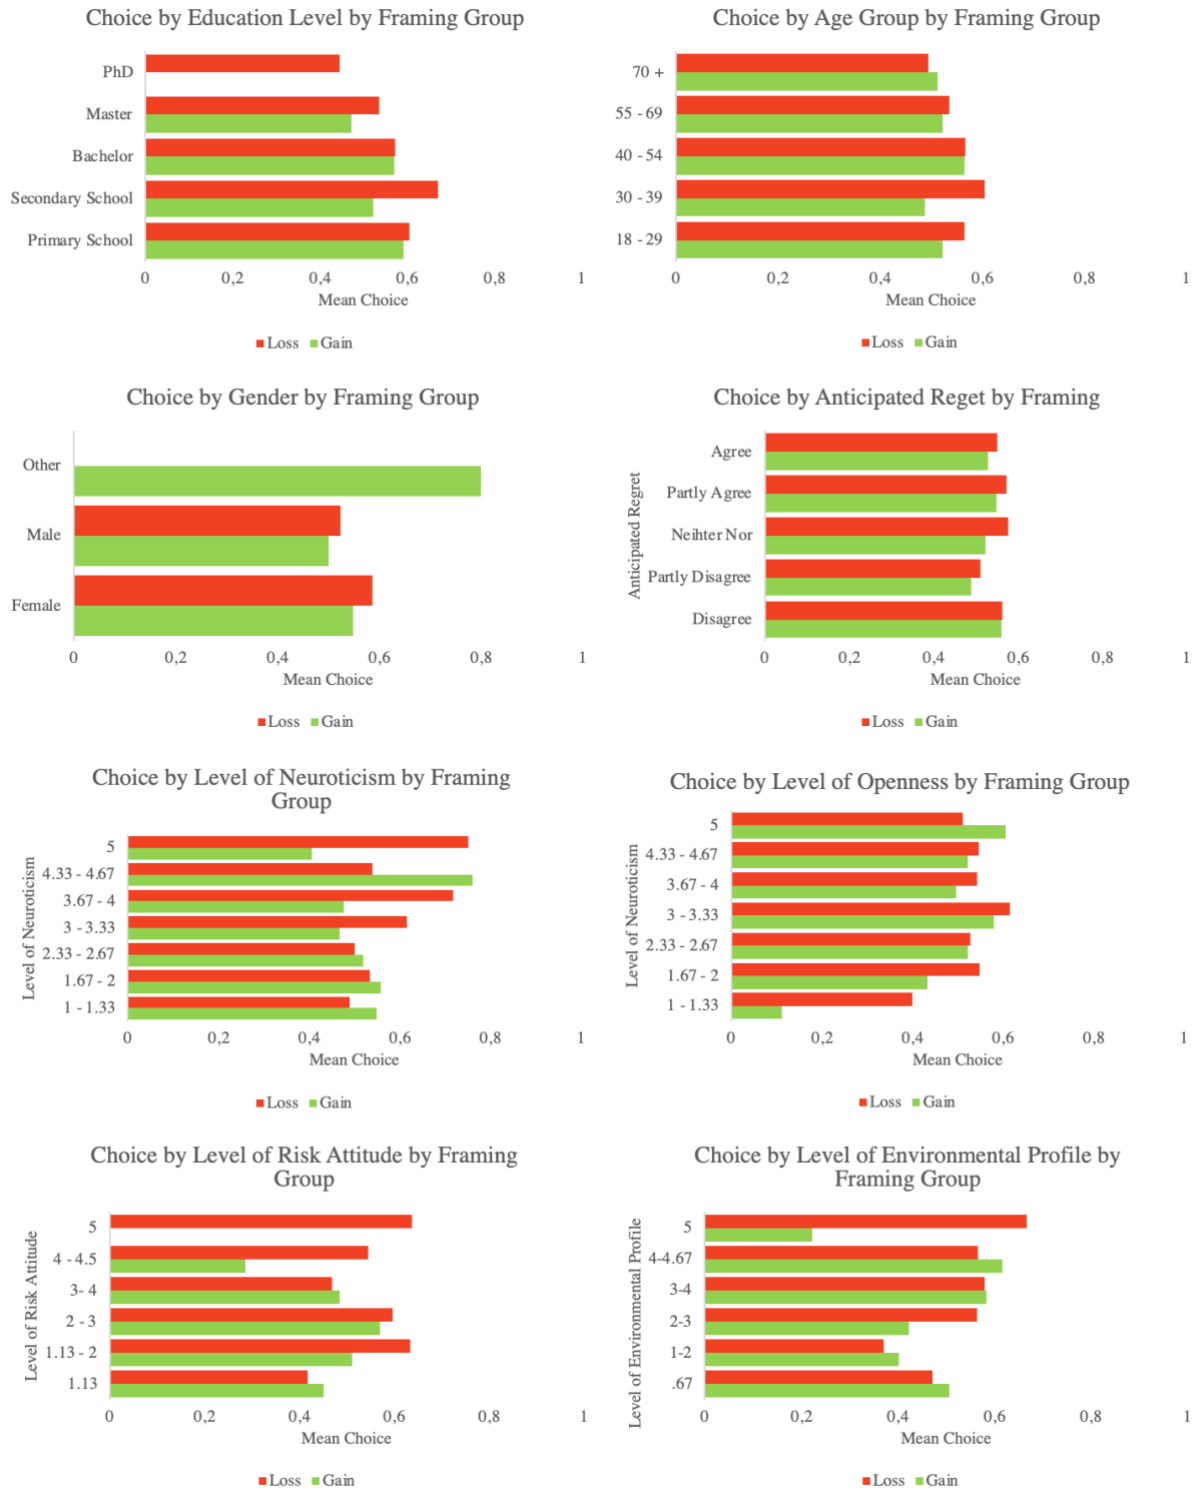 Choice by Education Level by Framing Group
PhD
Master
Bachelor
Secondary School
Primary School
0 0,2 0,4 0,6 0,8 1
Mean Choice
Loss Gain
Choice by Age Group by Framing Group
70 +
55 - 69
40 - 54
30 - 39
18 - 29
0 0,2 0,4 0,6 0,8 1
Mean Choice
Loss Gain
Choice by Gender by Framing Group
Other
Male
Female
0 0,2 0,4 0,6 0,8 1
Mean Choice
Loss Gain
Choice by Anticipated Reget by Framing
Anticipated Regret
Agree
Partly Agree
Neihter Nor
Partly Disagree
Disagree
0 0,2 0,4 0,6 0,8 1
Mean Choice
Loss Gain
Choice by Level of Neuroticism by Framing
Group
Level of Neuroticism
5
4.33 - 4.67
3.67 - 4
3 - 3.33
2.33 - 2.67
1.67 - 2
1 - 1.33
0 0,2 0,4 0,6 0,8 1
Mean Choice
Loss Gain
Choice by Level of Openness by Framing Group
Level of Neuroticism
5
4.33 - 4.67
3.67 - 4
3 - 3.33
2.33 - 2.67
1.67 - 2
1 - 1.33
0 0,2 0,4 0,6 0,8 1
Mean Choice
Loss Gain
Choice by Level of Risk Attitude by Framing
Group
Level of Risk Attitude
5
4 - 4.5
3- 4
2 - 3
1.13 - 2
1.13
0 0,2 0,4 0,6 0,8 1
Mean Choice
Loss Gain
Choice by Level of Environmental Profile by
Framing Group
Level of Environmental Profile
5
4-4.67
3-4
2-3
1-2
.67
0 0,2 0,4 0,6 0,8 1
Mean Choice
Loss Gain